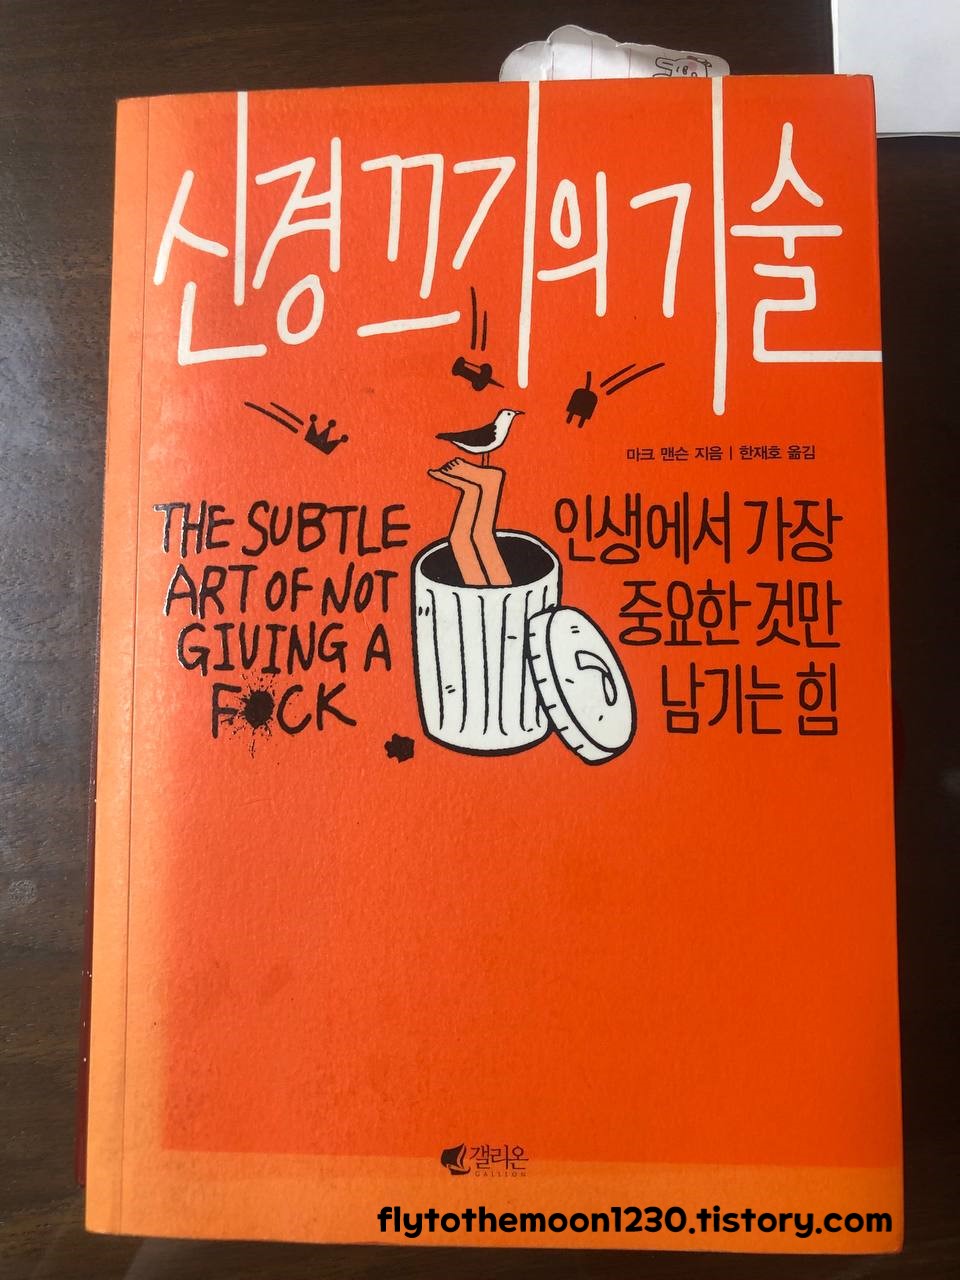 신경 끄기의 기술
마크 맨슨 지음 | 한재호 옮김
THE SUBTLE
ART OF NOT
GIVING A
F●CK
인생에서 가장
중요한 것만
남기는 힘
갤리온
GALLION
flytothemoon1230.tistory.com